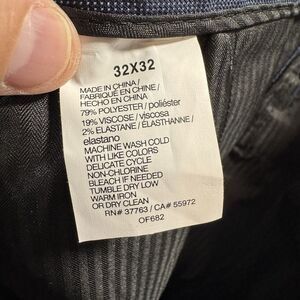 32X32
MADE IN CHINA /
FABRIQUÉ EN CHINE /
HECHO EN CHINA
79% POLYESTER / poliéster
19% VISCOSE / viscosa
2% ELASTANE / ÉLASTHANNE /
elastano
MACHINE WASH COLD
WITH LIKE COLORS
DELICATE CYCLE
NON-CHLORINE
BLEACH IF NEEDED
TUMBLE DRY LOW
WARM IRON
OR DRY CLEAN
RN# 37763 / CA# 55972
OF682